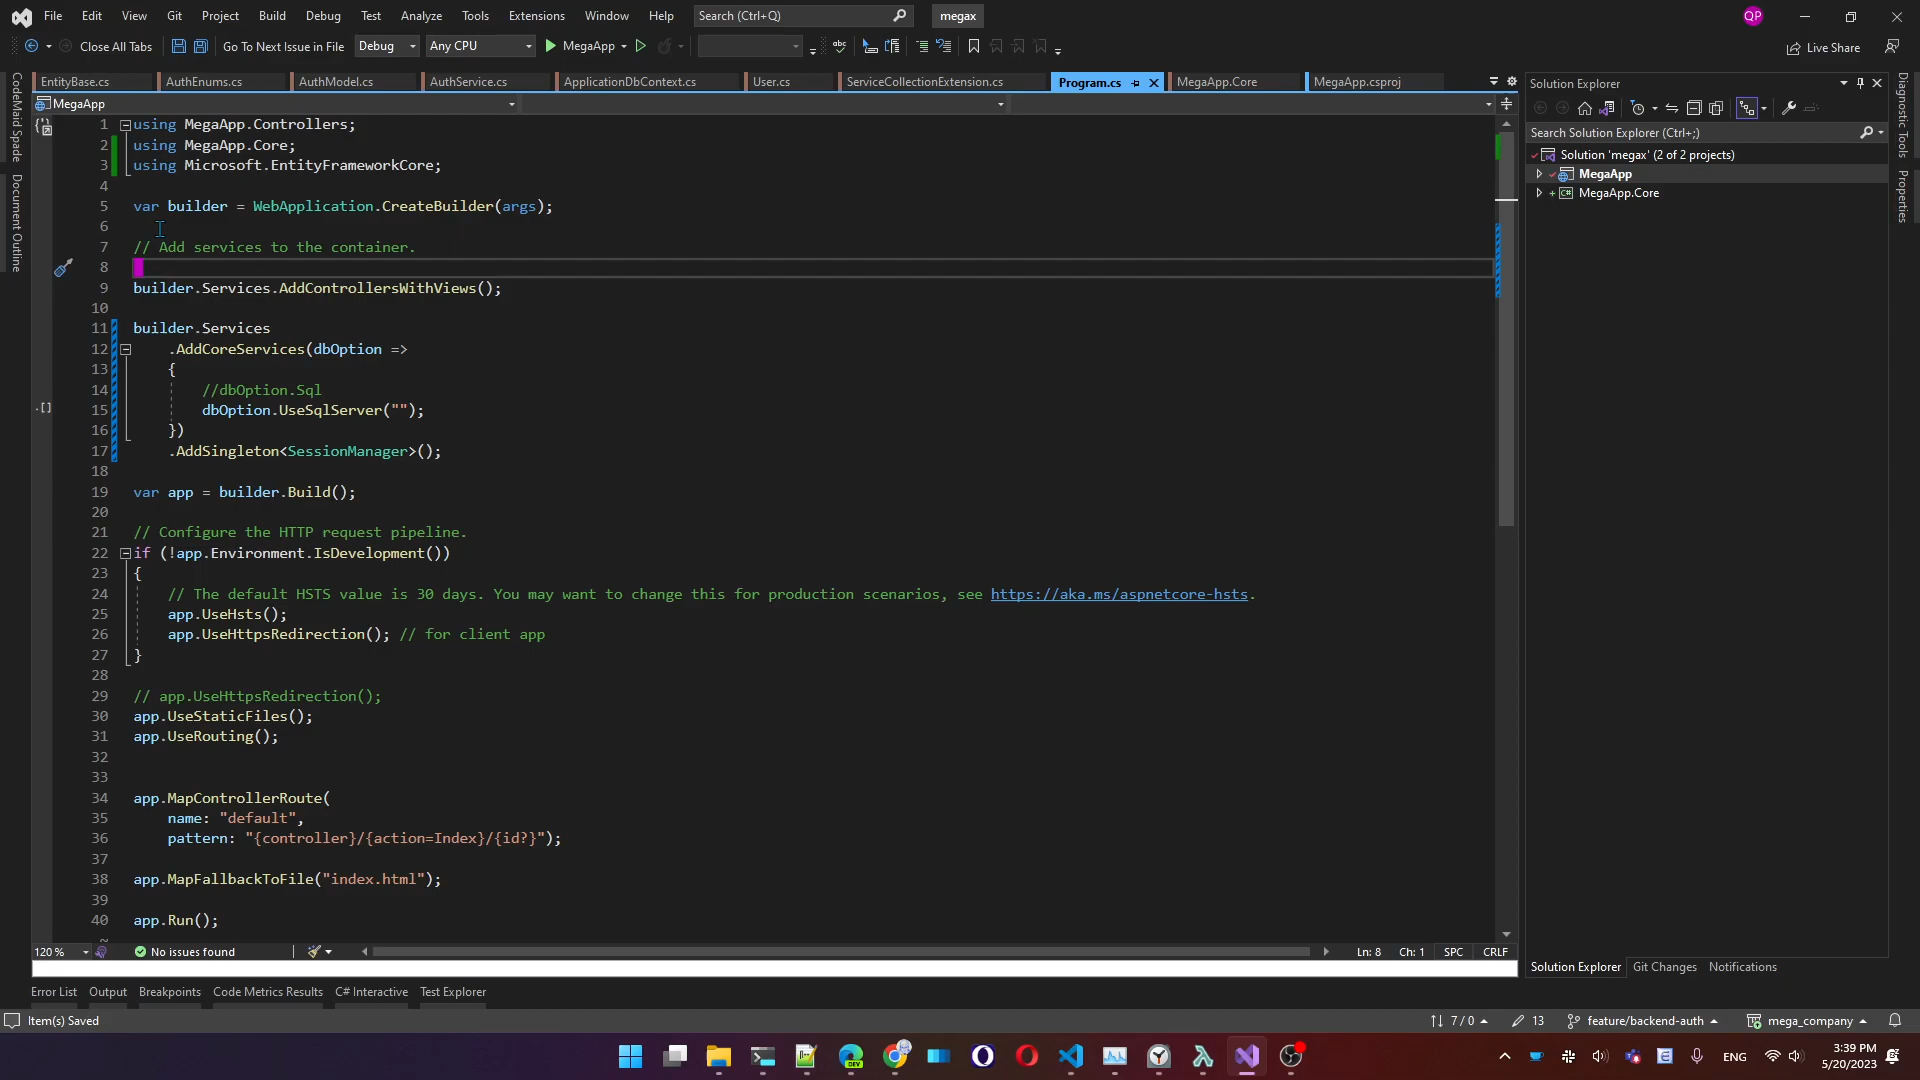 File Edit View Git Project Build Debug Test Analyze Tools Extensions Window Help Search (Ctrl+Q) megax QP
Close All Tabs Go To Next Issue in File Debug Any CPU MegaApp abc Live Share
EntityBase.cs AuthEnums.cs AuthModel.cs AuthService.cs ApplicationDbContext.cs User.cs ServiceCollectionExtension.cs Program.cs MegaApp.Core MegaApp.csproj
MegaApp
CodeMaid Spade
Document Outline
1 using MegaApp.Controllers;
2 using MegaApp.Core;
3 using Microsoft.EntityFrameworkCore;
4
5 var builder = WebApplication.CreateBuilder(args);
6
7 // Add services to the container.
8
9 builder.Services.AddControllersWithViews();
10
11 builder.Services
12 .AddCoreServices(dbOption =>
13 {
14 //dbOption.Sql
15 dbOption.UseSqlServer("");
16 })
17 .AddSingleton<SessionManager>();
18
19 var app = builder.Build();
20
21 // Configure the HTTP request pipeline.
22 if (!app.Environment.IsDevelopment())
23 {
24 // The default HSTS value is 30 days. You may want to change this for production scenarios, see https://aka.ms/aspnetcore-hsts.
25 app.UseHsts();
26 app.UseHttpsRedirection(); // for client app
27 }
28
29 // app.UseHttpsRedirection();
30 app.UseStaticFiles();
31 app.UseRouting();
32
33
34 app.MapControllerRoute(
35 name: "default",
36 pattern: "{controller}/{action=Index}/{id?}");
37
38 app.MapFallbackToFile("index.html");
39
40 app.Run();
~
120 % No issues found Ln: 8 Ch: 1 SPC CRLF
Solution Explorer
Search Solution Explorer (Ctrl+;)
Solution 'megax' (2 of 2 projects)
MegaApp
MegaApp.Core
Solution Explorer Git Changes Notifications
Diagnostic Tools
Properties
Error List Output Breakpoints Code Metrics Results C# Interactive Test Explorer
Item(s) Saved 7 / 0 13 feature/backend-auth mega_company
ENG 3:39 PM
5/20/2023